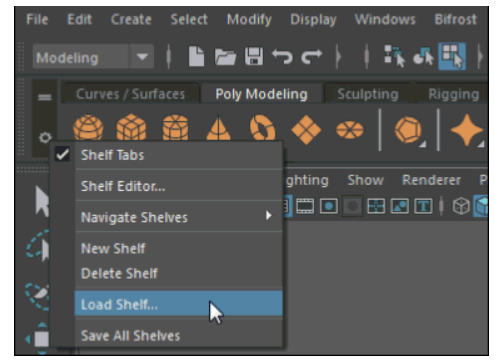 File Edit Create Select Modify Display Windows Bifrost
Modeling
Curves / Surfaces Poly Modeling Sculpting Rigging
Shelf Tabs
Shelf Editor...
ghting Show Renderer P
Navigate Shelves
New Shelf
Delete Shelf
Load Shelf...
Save All Shelves